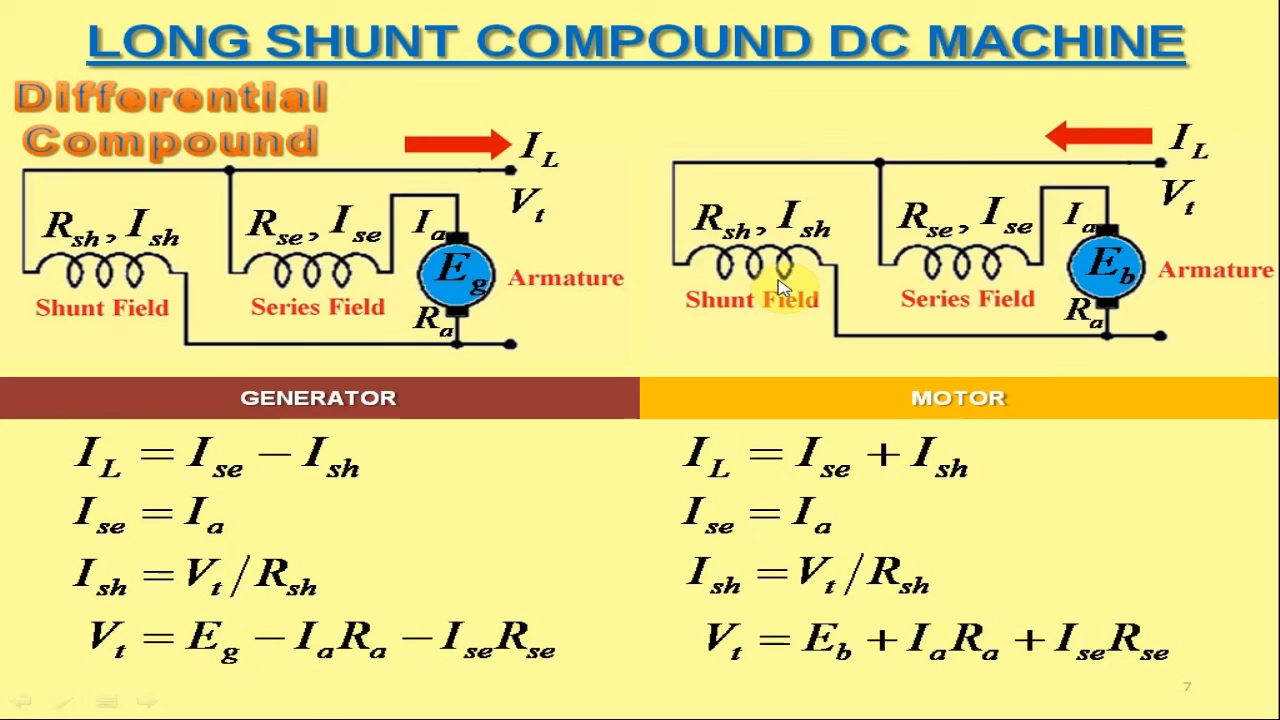 LONG SHUNT COMPOUND DC MACHINE
Differential
Compound
I_L
V_t
R_sh, I_sh
R_se, I_se
I_a
E_g
Armature
Shunt Field
Series Field
R_a
I_L
V_t
R_sh, I_sh
R_se, I_se
I_a
E_b
Armature
Shunt Field
Series Field
R_a
GENERATOR
I_L = I_se − I_sh
I_se = I_a
I_sh = V_t/R_sh
V_t = E_g − I_aR_a − I_seR_se
MOTOR
I_L = I_se + I_sh
I_se = I_a
I_sh = V_t/R_sh
V_t = E_b + I_aR_a + I_seR_se
7